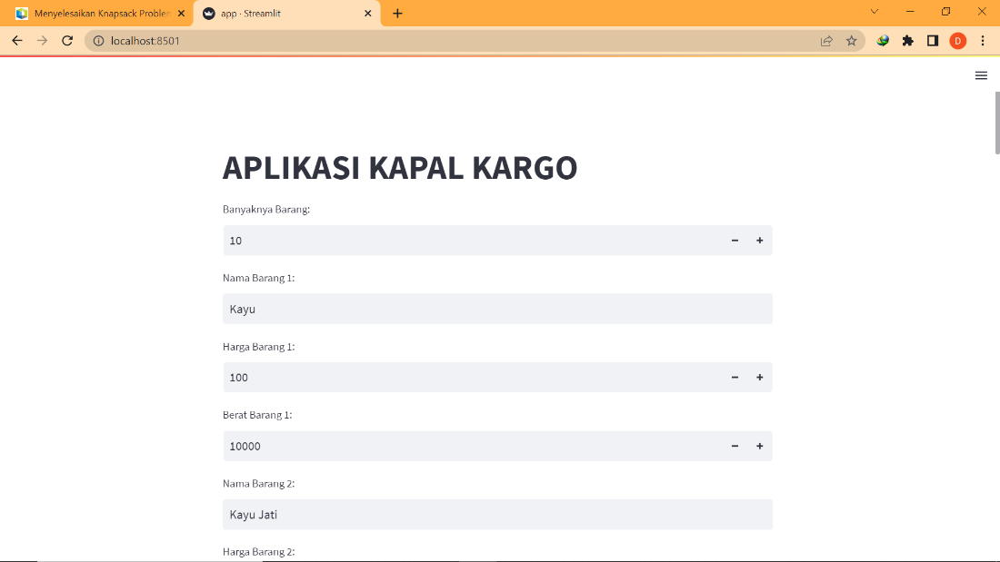 Menyelesaikan Knapsack Problem
app · Streamlit
localhost:8501
D
APLIKASI KAPAL KARGO
Banyaknya Barang:
10
Nama Barang 1:
Kayu
Harga Barang 1:
100
Berat Barang 1:
10000
Nama Barang 2:
Kayu Jati
Harga Barang 2: